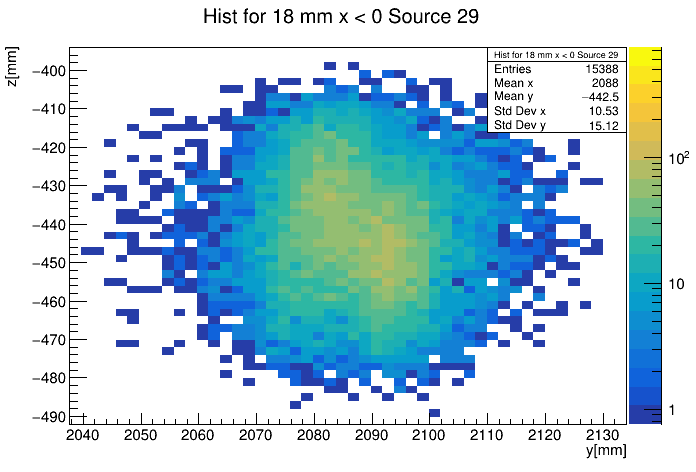 Hist for 18 mm x < 0 Source 29
z[mm]
Hist for 18 mm x < 0 Source 29
Entries 15388
Mean x 2088
Mean y −442.5
Std Dev x 10.53
Std Dev y 15.12
−400
−410
−420
−430
−440
−450
−460
−470
−480
−490
10²
10
1
2040 2050 2060 2070 2080 2090 2100 2110 2120 2130
y[mm]